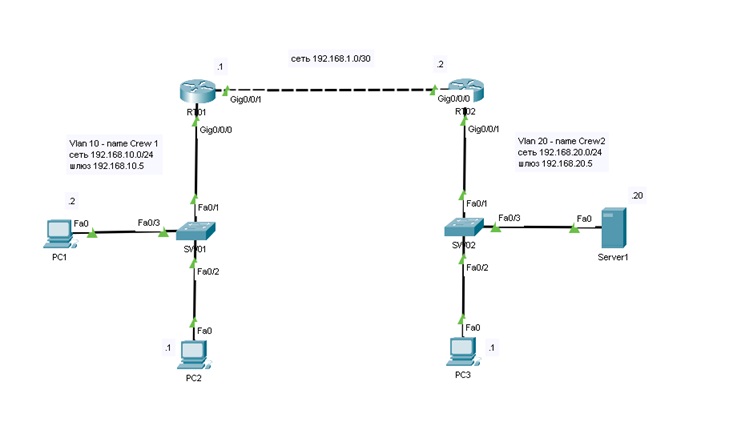 сеть 192.168.1.0/30
.1
.2
RT01
Gig0/0/1
Gig0/0/0
RT02
Gig0/0/0
Gig0/0/1
Vlan 10 - name Crew 1
сеть 192.168.10.0/24
шлюз 192.168.10.5
Vlan 20 - name Crew2
сеть 192.168.20.0/24
шлюз 192.168.20.5
.2
Fa0
Fa0/3
Fa0/1
SW01
Fa0/2
PC1
Fa0/1
Fa0/3
SW02
Fa0/2
.20
Fa0
Server1
Fa0
.1
PC2
Fa0
.1
PC3